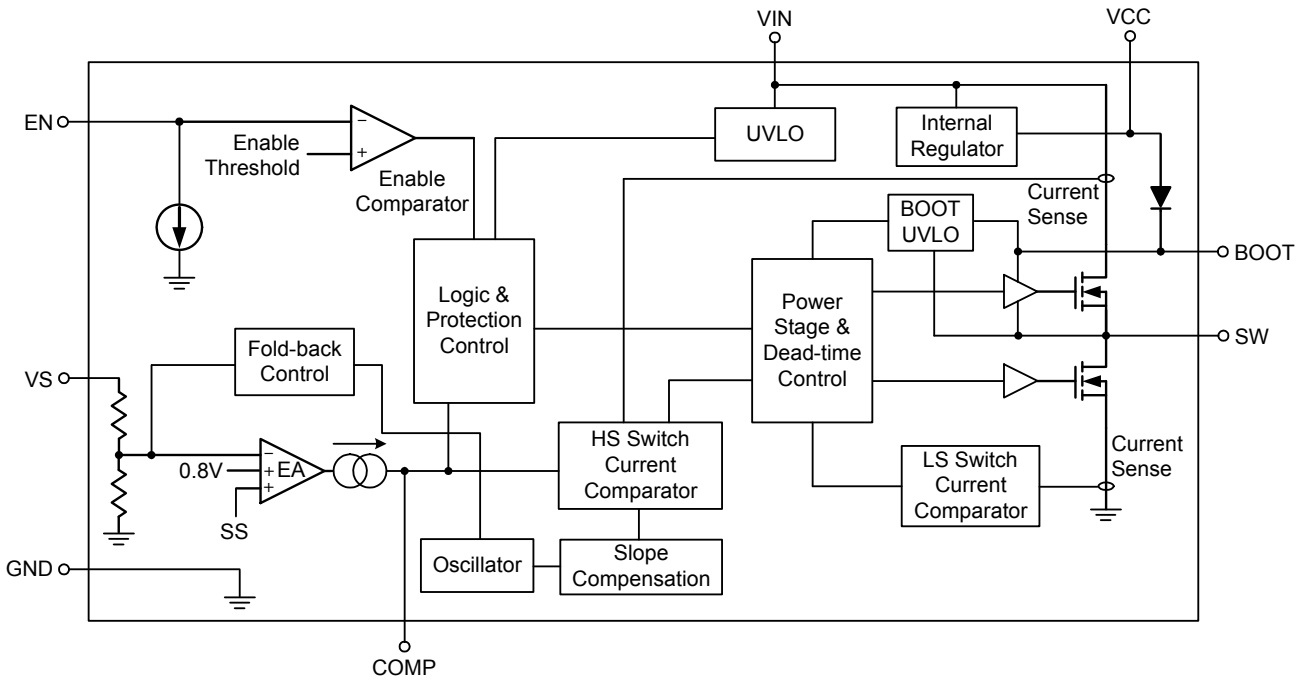 VIN
VCC
EN
−
+
Enable
Threshold
Enable
Comparator
UVLO
Internal
Regulator
Current
Sense
BOOT
UVLO
BOOT
Logic &
Protection
Control
Power
Stage &
Dead-time
Control
SW
Fold-back
Control
VS
−
+
+
EA
0.8V
SS
HS Switch
Current
Comparator
LS Switch
Current
Comparator
Current
Sense
Oscillator
Slope
Compensation
GND
COMP